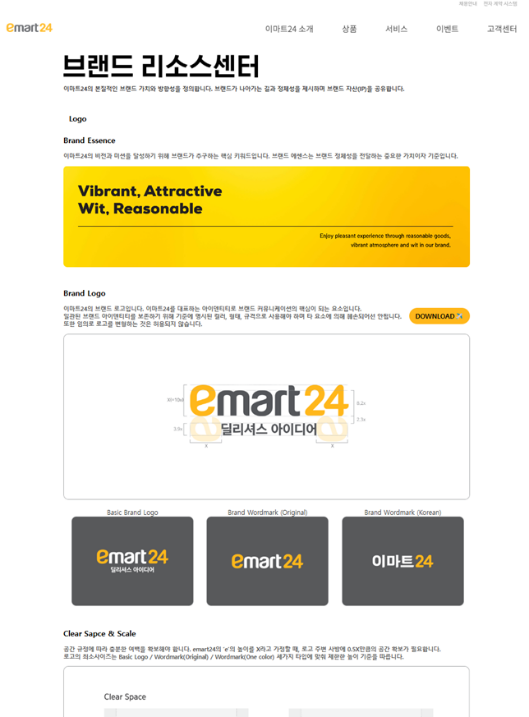 제휴안내 전자 계약 시스템
emart24
이마트24 소개 상품 서비스 이벤트 고객센터
브랜드 리소스센터
이마트24의 본질적인 브랜드 가치와 방향성을 정의합니다. 브랜드가 나아가는 길과 정체성을 제시하며 브랜드 자산(IP)을 공유합니다.
Logo
Brand Essence
이마트24의 비전과 미션을 달성하기 위해 브랜드가 추구하는 핵심 키워드입니다. 브랜드 에센스는 브랜드 정체성을 전달하는 중요한 가치이자 기준입니다.
Vibrant, Attractive
Wit, Reasonable
Enjoy pleasant experience through reasonable goods,
vibrant atmosphere and wit in our brand.
Brand Logo
이마트24의 브랜드 로고입니다. 이마트24를 대표하는 아이덴티티로 브랜드 커뮤니케이션의 핵심이 되는 요소입니다.
일관된 브랜드 아이덴티티를 보존하기 위해 기준에 명시된 컬러, 형태, 규격으로 사용해야 하며 타 요소에 의해 훼손되어선 안됩니다.
또한 임의로 로고를 변형하는 것은 허용되지 않습니다.
DOWNLOAD
emart24
딜리셔스 아이디어
6.2x
2.3x
3.0x
x
x
Basic Brand Logo Brand Wordmark (Original) Brand Wordmark (Korean)
emart24
딜리셔스 아이디어
emart24
이마트24
Clear Sapce & Scale
공간 규정에 따라 충분한 여백을 확보해야 합니다. emart24의 'e'의 높이를 X라고 가정할 때, 로고 주변 사방에 0.5X만큼의 공간 확보가 필요합니다.
로고의 최소사이즈는 Basic Logo / Wordmark(Original) / Wordmark(One color) 세가지 타입에 맞춰 제한한 높이 기준을 따릅니다.
Clear Space